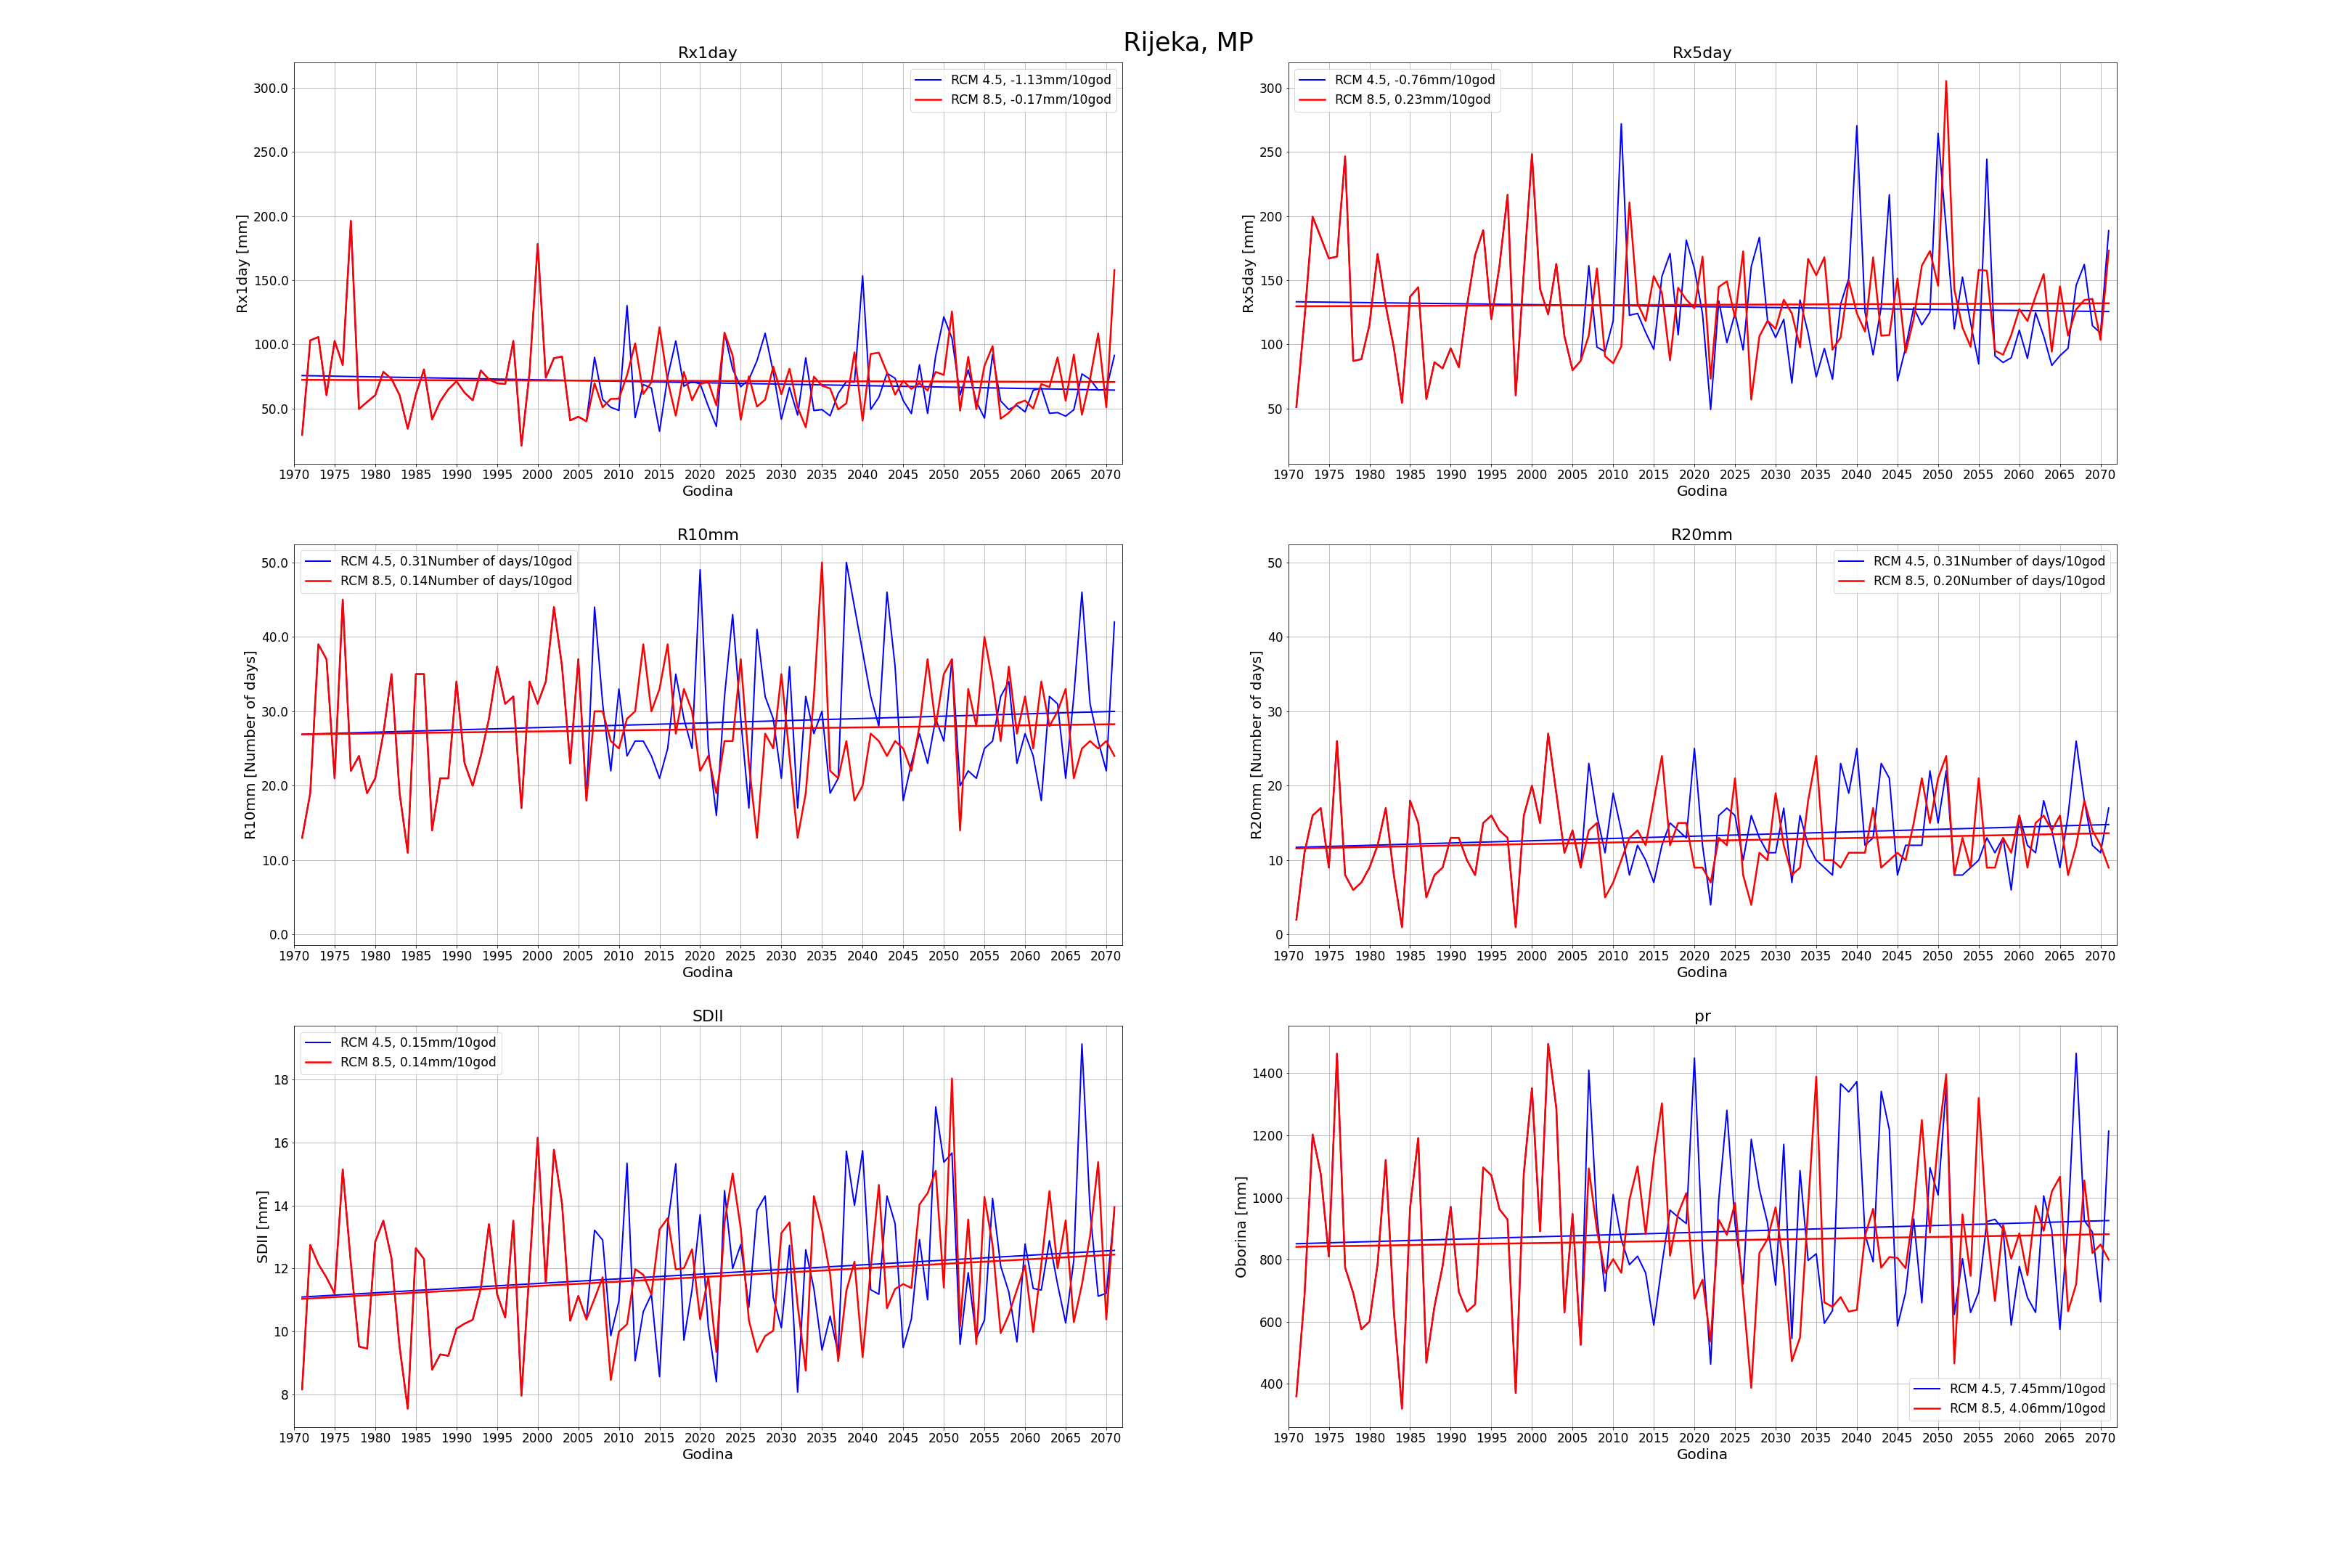 Rijeka, MP
Rx1day
RCM 4.5, -1.13mm/10god
RCM 8.5, -0.17mm/10god
Rx1day [mm]
300.0
250.0
200.0
150.0
100.0
50.0
1970 1975 1980 1985 1990 1995 2000 2005 2010 2015 2020 2025 2030 2035 2040 2045 2050 2055 2060 2065 2070
Godina
Rx5day
RCM 4.5, -0.76mm/10god
RCM 8.5, 0.23mm/10god
Rx5day [mm]
300
250
200
150
100
50
1970 1975 1980 1985 1990 1995 2000 2005 2010 2015 2020 2025 2030 2035 2040 2045 2050 2055 2060 2065 2070
Godina
R10mm
RCM 4.5, 0.31Number of days/10god
RCM 8.5, 0.14Number of days/10god
R10mm [Number of days]
50.0
40.0
30.0
20.0
10.0
0.0
1970 1975 1980 1985 1990 1995 2000 2005 2010 2015 2020 2025 2030 2035 2040 2045 2050 2055 2060 2065 2070
Godina
R20mm
RCM 4.5, 0.31Number of days/10god
RCM 8.5, 0.20Number of days/10god
R20mm [Number of days]
50
40
30
20
10
0
1970 1975 1980 1985 1990 1995 2000 2005 2010 2015 2020 2025 2030 2035 2040 2045 2050 2055 2060 2065 2070
Godina
SDII
RCM 4.5, 0.15mm/10god
RCM 8.5, 0.14mm/10god
SDII [mm]
18
16
14
12
10
8
1970 1975 1980 1985 1990 1995 2000 2005 2010 2015 2020 2025 2030 2035 2040 2045 2050 2055 2060 2065 2070
Godina
pr
Oborina [mm]
1400
1200
1000
800
600
400
RCM 4.5, 7.45mm/10god
RCM 8.5, 4.06mm/10god
1970 1975 1980 1985 1990 1995 2000 2005 2010 2015 2020 2025 2030 2035 2040 2045 2050 2055 2060 2065 2070
Godina